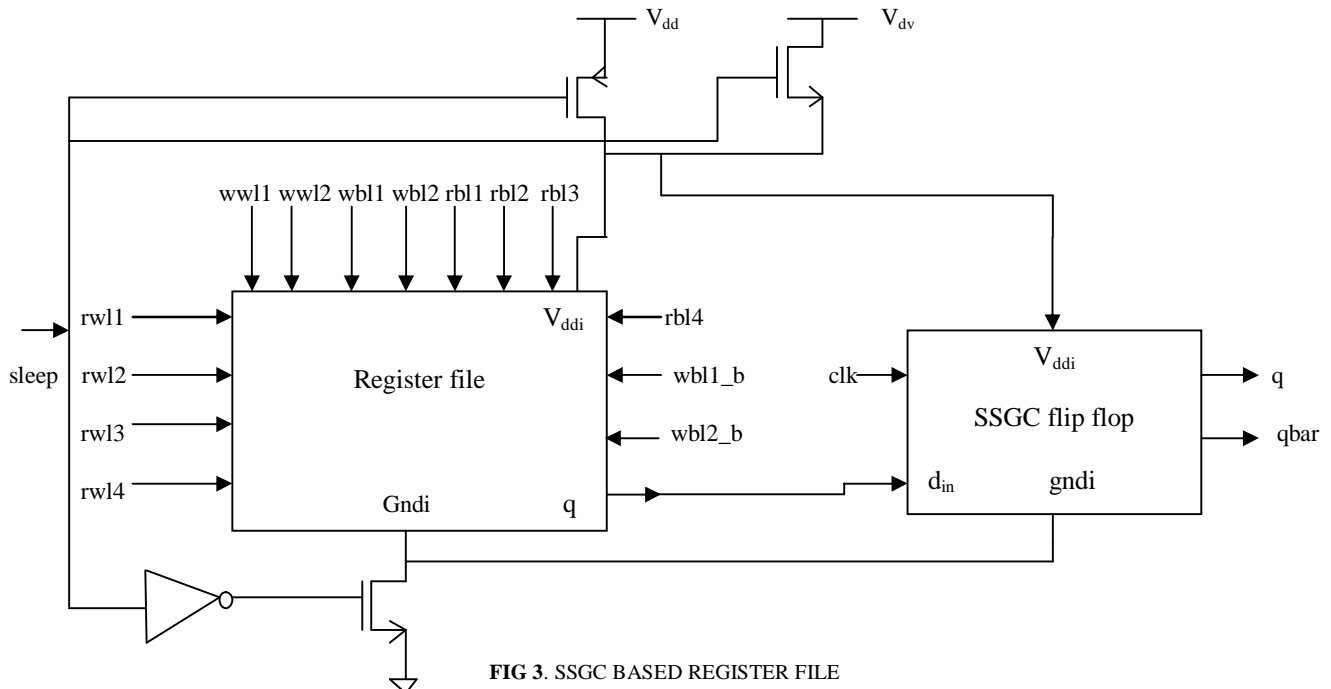 Vdd
Vdv
wwl1 wwl2 wbl1 wbl2 rbl1 rbl2 rbl3
rwl1
Vddi
rbl4
sleep
rwl2
Register file
wbl1_b
clk
Vddi
q
rwl3
wbl2_b
SSGC flip flop
qbar
rwl4
Gndi
q
din
gndi
FIG 3. SSGC BASED REGISTER FILE